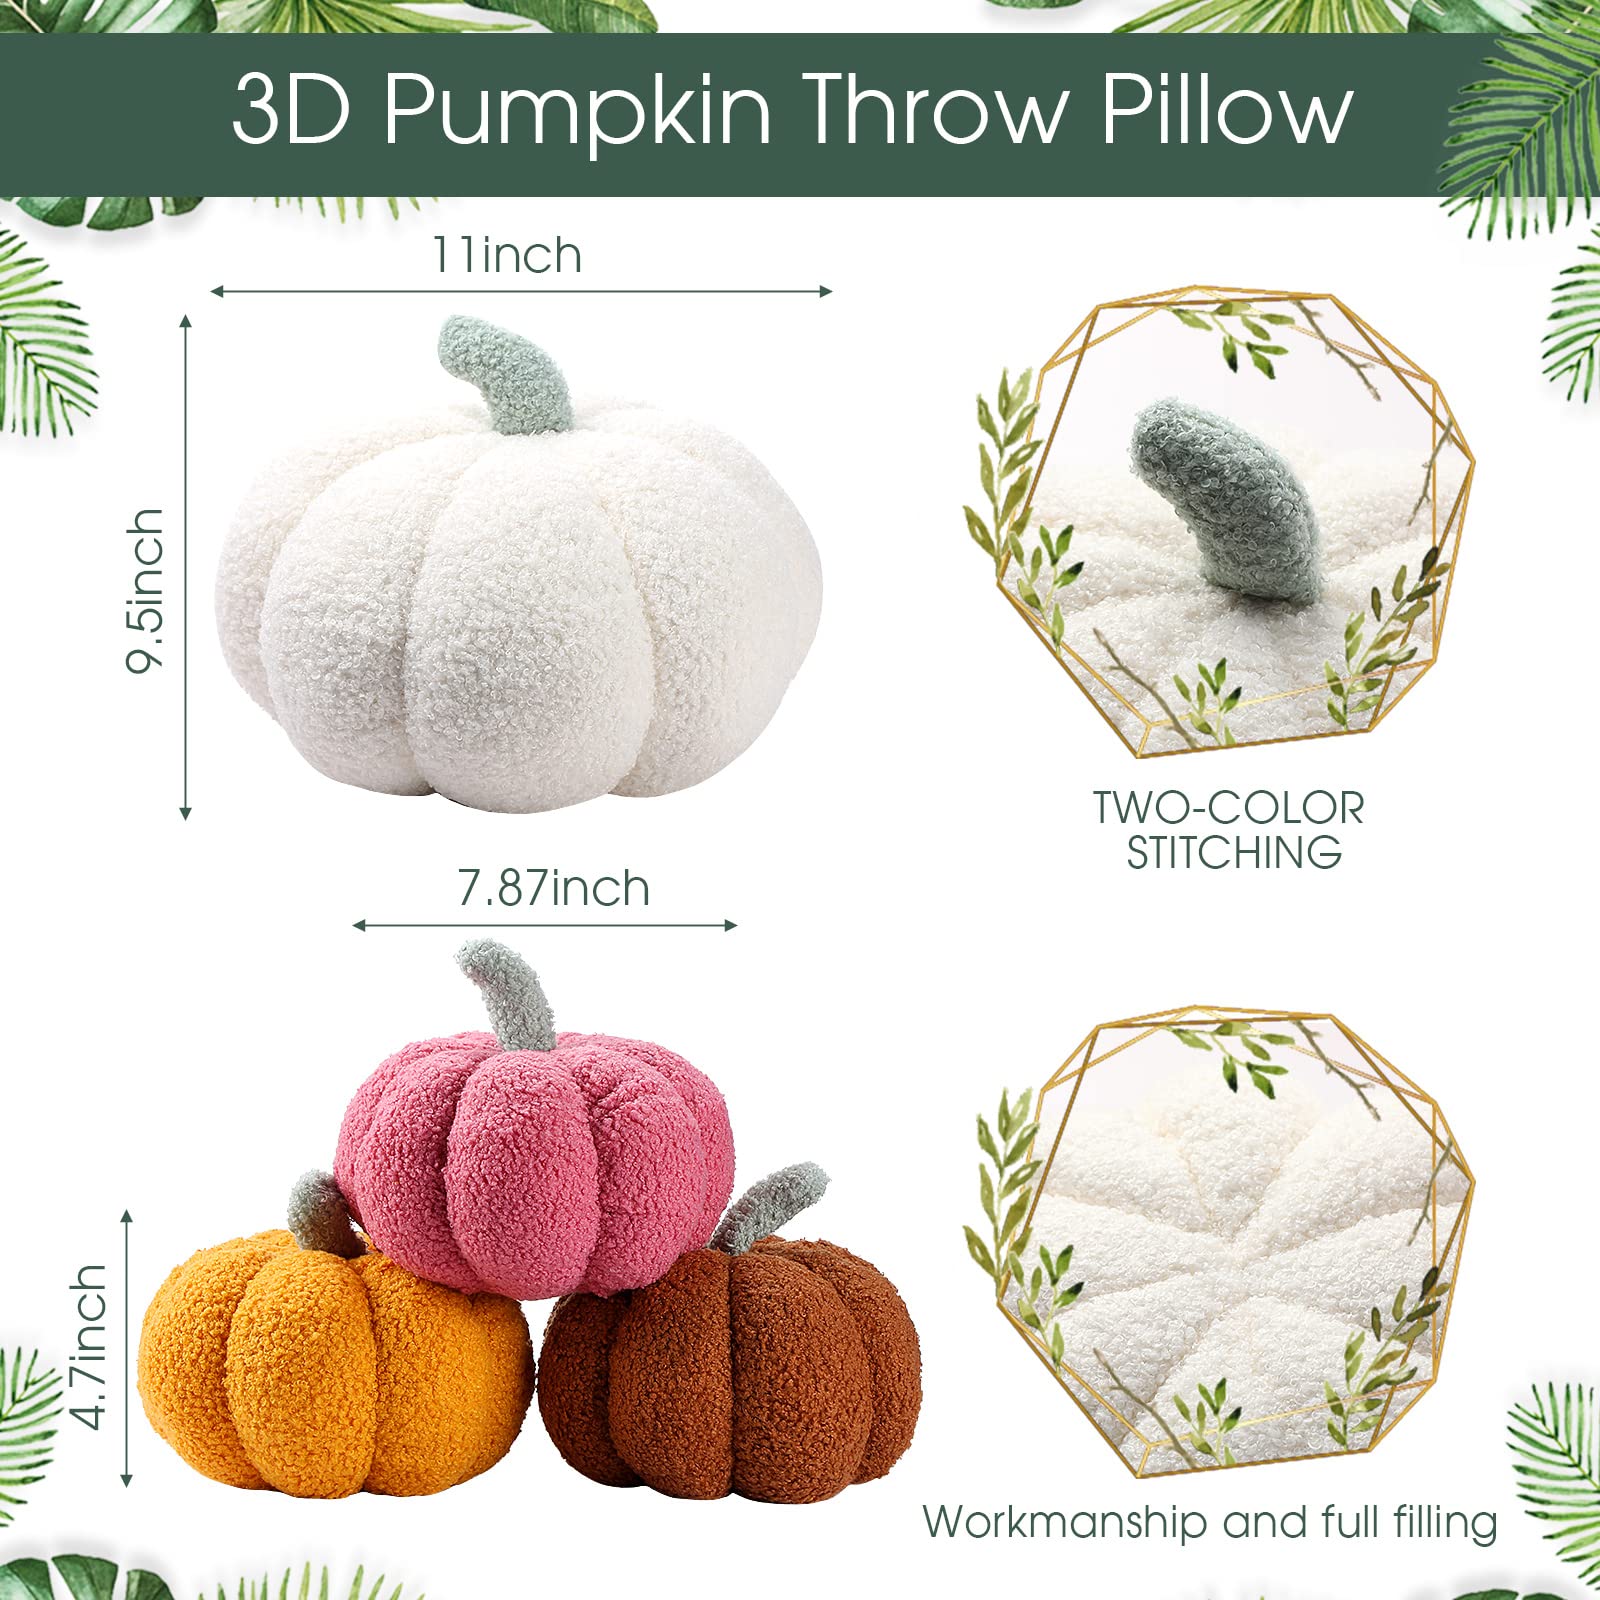 3D Pumpkin Throw Pillow
11inch
9.5inch
TWO-COLOR
STITCHING
7.87inch
4.7inch
Workmanship and full filling